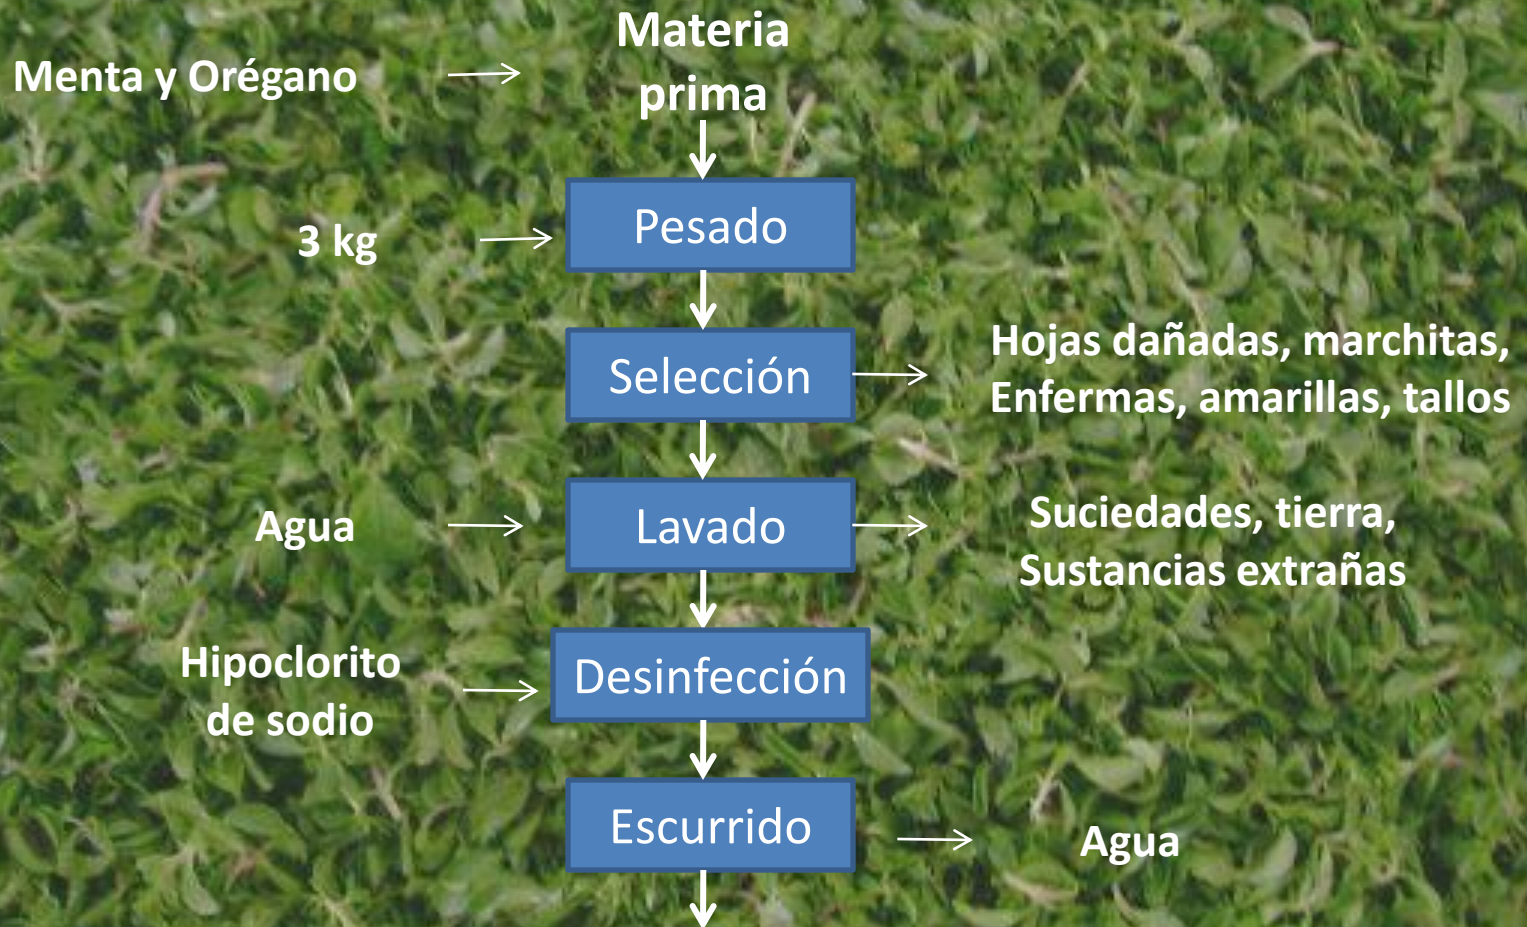 Materia
prima
Menta y Orégano
Pesado
3 kg
Selección
Hojas dañadas, marchitas,
Enfermas, amarillas, tallos
Agua
Lavado
Suciedades, tierra,
Sustancias extrañas
Hipoclorito
de sodio
Desinfección
Escurrido
Agua